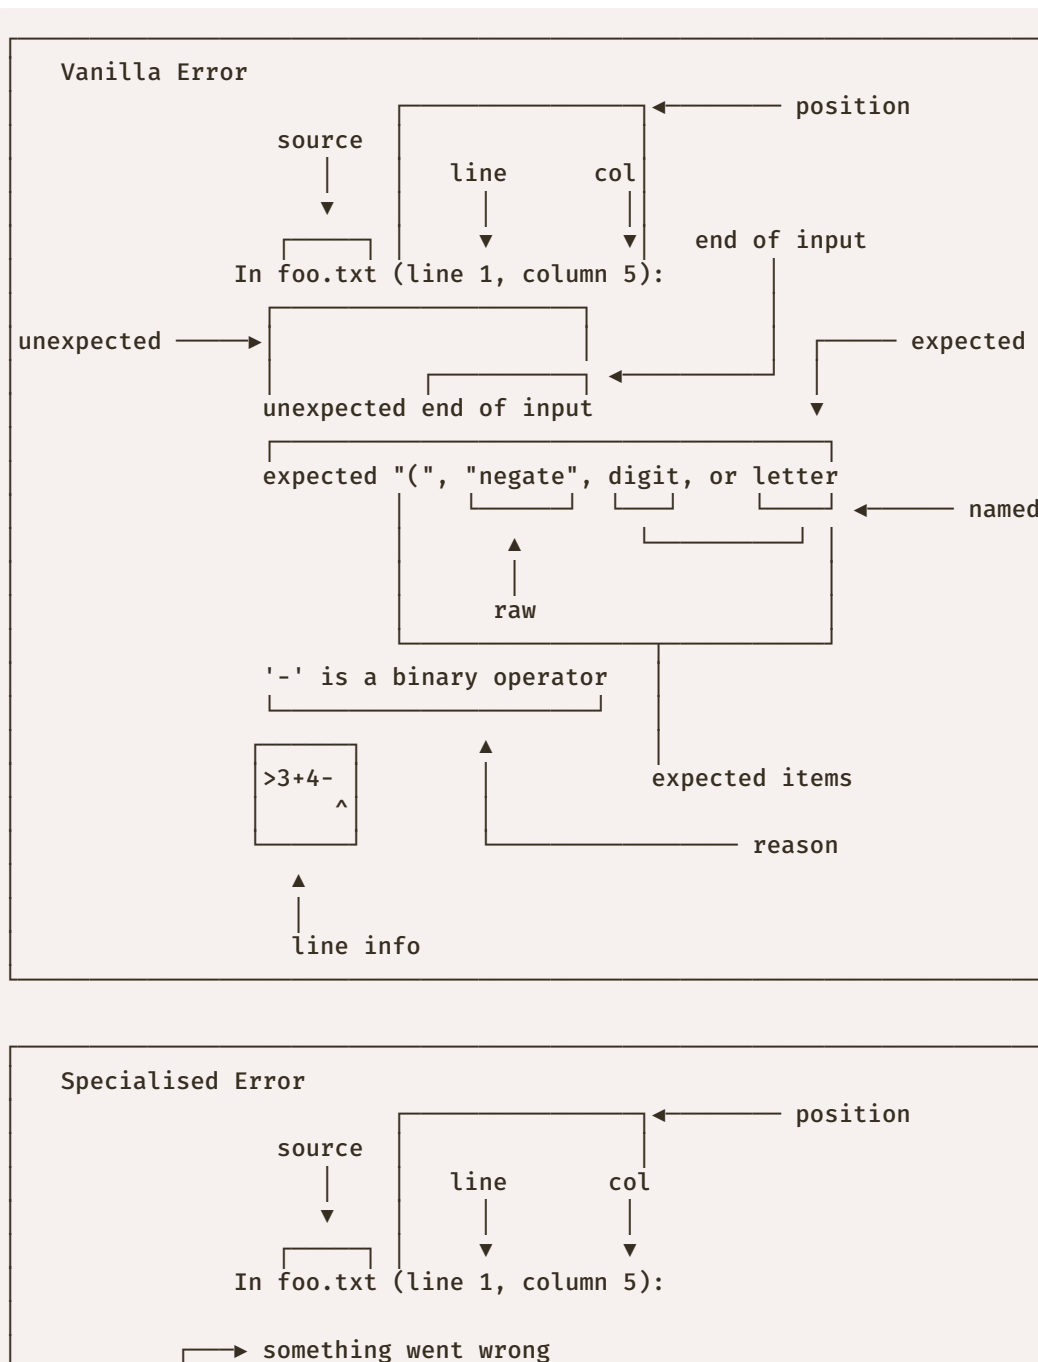 Vanilla Error
position
source
line col
end of input
In foo.txt (line 1, column 5):
unexpected expected
unexpected end of input
expected "(", "negate", digit, or letter
named
raw
'-' is a binary operator
>3+4-
expected items
^
reason
line info
Specialised Error
position
source
line col
In foo.txt (line 1, column 5):
something went wrong